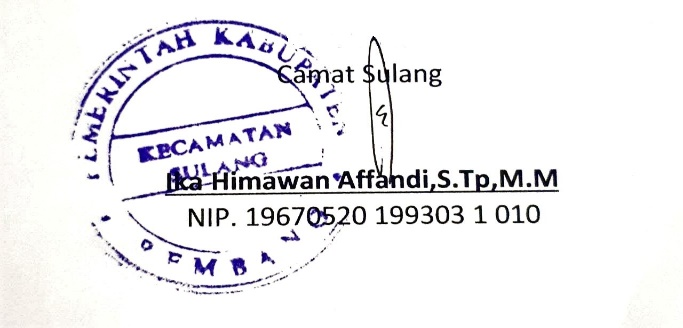 PEMERINTAH KABUPATEN
KECAMATAN
SULANG
REMBANG
Camat Sulang
Ika Himawan Affandi,S.Tp,M.M
NIP. 19670520 199303 1 010